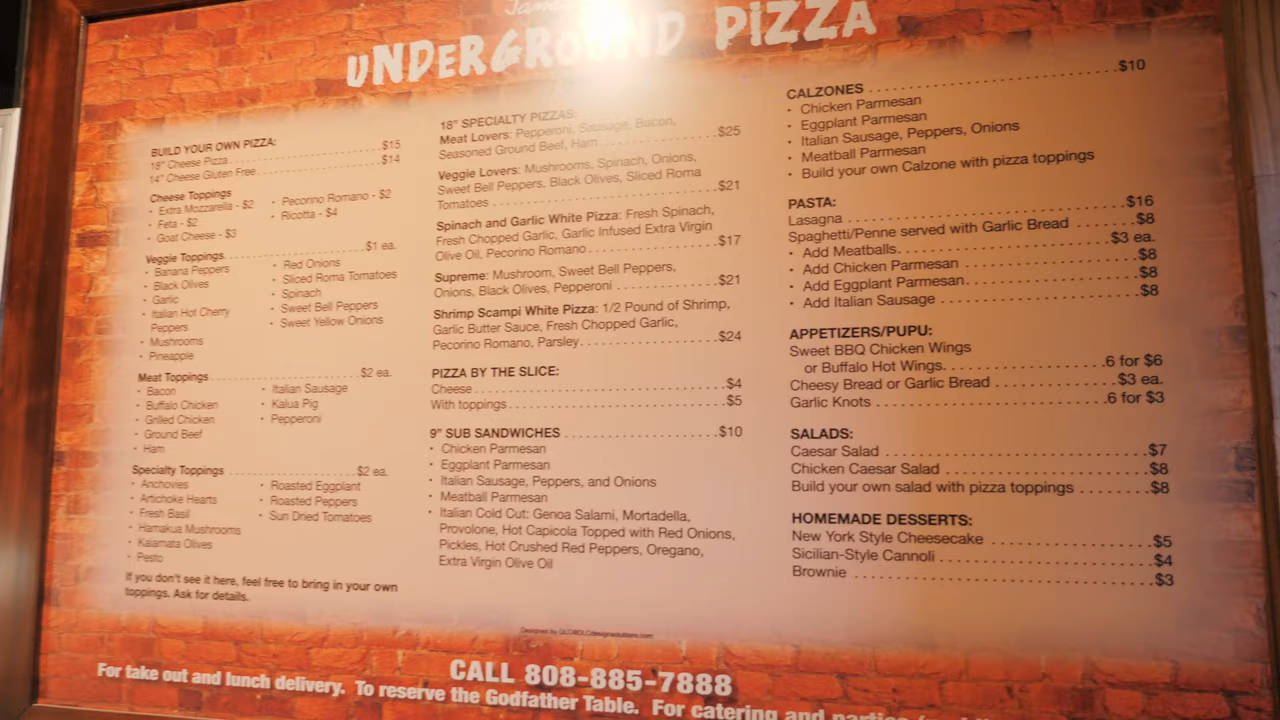 UNDERGROUND PIZZA
BUILD YOUR OWN PIZZA:
18" Cheese Pizza $15
14" Cheese Gluten Free $14
Cheese Toppings
• Extra Mozzarella - $2
• Feta - $2
• Goat Cheese - $3
• Pecorino Romano - $2
• Ricotta - $4
Veggie Toppings $1 ea.
• Banana Peppers
• Black Olives
• Garlic
• Italian Hot Cherry
Peppers
• Mushrooms
• Pineapple
• Red Onions
• Sliced Roma Tomatoes
• Spinach
• Sweet Bell Peppers
• Sweet Yellow Onions
Meat Toppings $2 ea.
• Bacon
• Buffalo Chicken
• Grilled Chicken
• Ground Beef
• Ham
• Italian Sausage
• Kalua Pig
• Pepperoni
Specialty Toppings $2 ea.
• Anchovies
• Artichoke Hearts
• Fresh Basil
• Hamakua Mushrooms
• Kalamata Olives
• Pesto
• Roasted Eggplant
• Roasted Peppers
• Sun Dried Tomatoes
If you don't see it here, feel free to bring in your own
toppings. Ask for details.
18" SPECIALTY PIZZAS:
Meat Lovers: Pepperoni, Sausage, Bacon,
Seasoned Ground Beef, Ham $25
Veggie Lovers: Mushrooms, Spinach, Onions,
Sweet Bell Peppers, Black Olives, Sliced Roma
Tomatoes $21
Spinach and Garlic White Pizza: Fresh Spinach,
Fresh Chopped Garlic, Garlic Infused Extra Virgin
Olive Oil, Pecorino Romano $17
Supreme: Mushroom, Sweet Bell Peppers,
Onions, Black Olives, Pepperoni $21
Shrimp Scampi White Pizza: 1/2 Pound of Shrimp,
Garlic Butter Sauce, Fresh Chopped Garlic,
Pecorino Romano, Parsley $24
PIZZA BY THE SLICE:
Cheese $4
With toppings $5
9" SUB SANDWICHES $10
• Chicken Parmesan
• Eggplant Parmesan
• Italian Sausage, Peppers, and Onions
• Meatball Parmesan
• Italian Cold Cut: Genoa Salami, Mortadella,
Provolone, Hot Capicola Topped with Red Onions,
Pickles, Hot Crushed Red Peppers, Oregano,
Extra Virgin Olive Oil
CALZONES $10
• Chicken Parmesan
• Eggplant Parmesan
• Italian Sausage, Peppers, Onions
• Meatball Parmesan
• Build your own Calzone with pizza toppings
PASTA:
Lasagna $16
Spaghetti/Penne served with Garlic Bread $8
• Add Meatballs $3 ea.
• Add Chicken Parmesan $8
• Add Eggplant Parmesan $8
• Add Italian Sausage $8
APPETIZERS/PUPU:
Sweet BBQ Chicken Wings
or Buffalo Hot Wings 6 for $6
Cheesy Bread or Garlic Bread $3 ea.
Garlic Knots 6 for $3
SALADS:
Caesar Salad $7
Chicken Caesar Salad $8
Build your own salad with pizza toppings $8
HOMEMADE DESSERTS:
New York Style Cheesecake $5
Sicilian-Style Cannoli $4
Brownie $3
CALL 808-885-7888
For take out and lunch delivery. To reserve the Godfather Table. For catering and parties